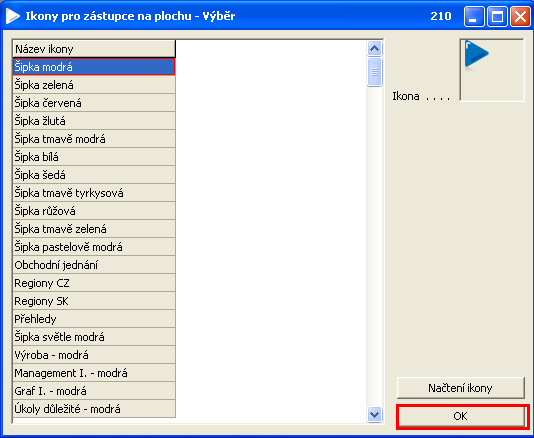 Ikony pro zástupce na plochu - Výběr 210
Název ikony
Šipka modrá
Šipka zelená
Šipka červená
Šipka žlutá
Šipka tmavě modrá
Šipka bílá
Šipka šedá
Šipka tmavě tyrkysová
Šipka růžová
Šipka tmavě zelená
Šipka pastelově modrá
Obchodní jednání
Regiony CZ
Regiony SK
Přehledy
Šipka světle modrá
Výroba - modrá
Management I. - modrá
Graf I. - modrá
Úkoly důležité - modrá
Ikona . . . .
Načtení ikony
OK